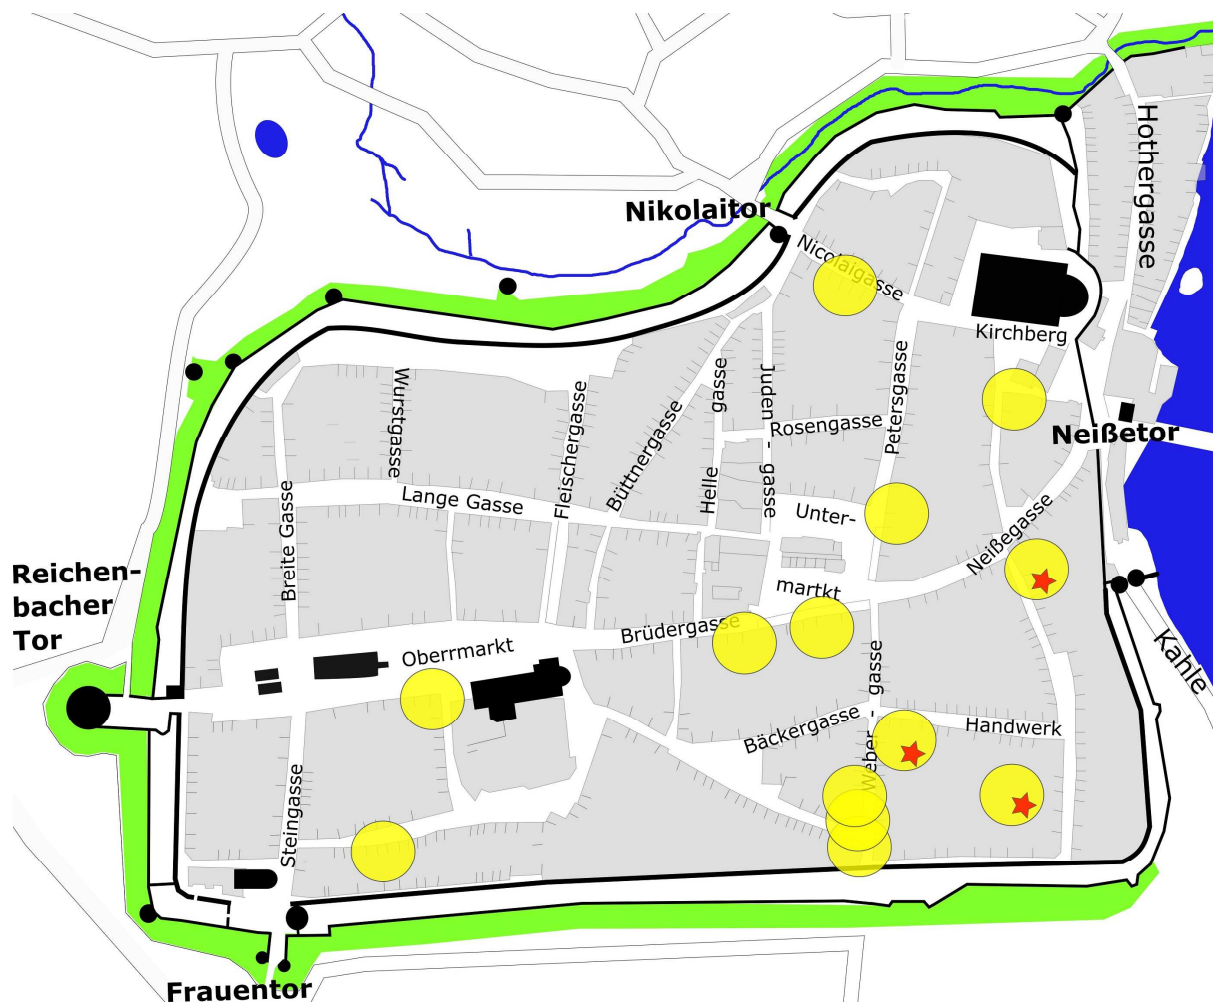 Hothergasse
Nikolaitor
Nicolaigasse
Kirchberg
Wurstgasse
Fleischergasse
Büttnergasse
Helle
gasse
Juden
-
gasse
Rosengasse
Petersgasse
Neißetor
Lange Gasse
Breite Gasse
Unter-
martkt
Neißegasse
Reichen-
bacher
Tor
Brüdergasse
Oberrmarkt
Kahle
Bäckergasse
Weber - gasse
Handwerk
Steingasse
Frauentor